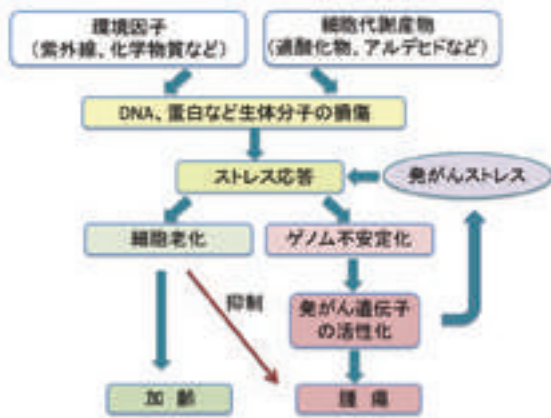 環境因子
(紫外線、化学物質など)
細胞代謝産物
(過酸化物、アルデヒドなど)
DNA、蛋白など生体分子の損傷
ストレス応答
発がんストレス
細胞老化
ゲノム不安定化
抑制
発がん遺伝子
の活性化
加 齢
腫 瘍